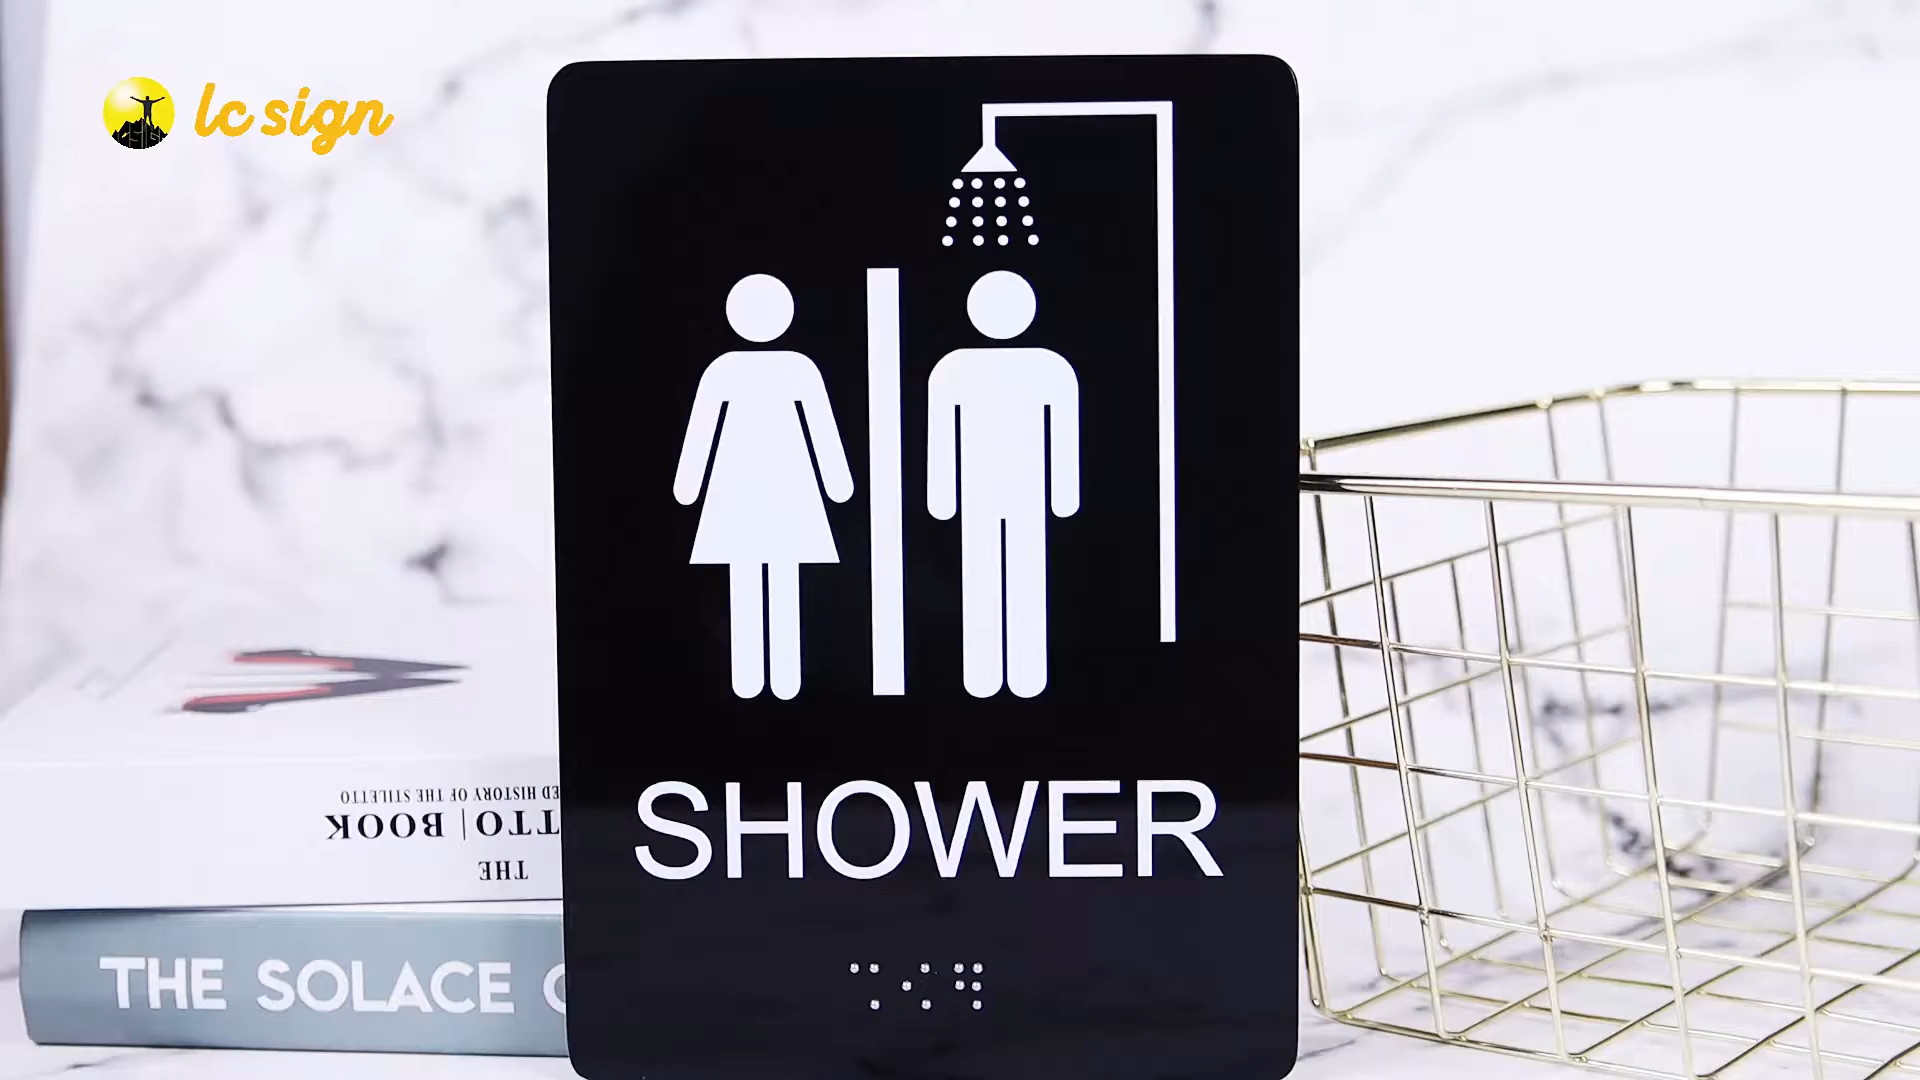 lc sign
SHOWER
⠩⠪⠻
THE
TTO | BOOK
ED HISTORY OF THE STILETTO
THE SOLACE